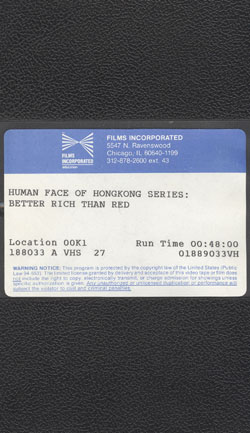 FILMS INCORPORATED
5547 N. Ravenswood
Chicago, IL 60640-1199
312-878-2600 ext. 43
FILMS
INCORPORATED
HUMAN FACE OF HONGKONG SERIES:
BETTER RICH THAN RED
Location OOK1 Run Time 00:48:00
188033 A VHS 27 01889033VH
WARNING NOTICE: This program is protected by the copyright law of the United States (Public
Law 94-553). The limited license granted by delivery and acceptance of this video tape or film does
not include the right to copy, electronically transmit, or charge admission for showings unless
specific authorization is given. Any unauthorized or unlicensed duplication or performance will
subject the violator to civil and criminal penalties.